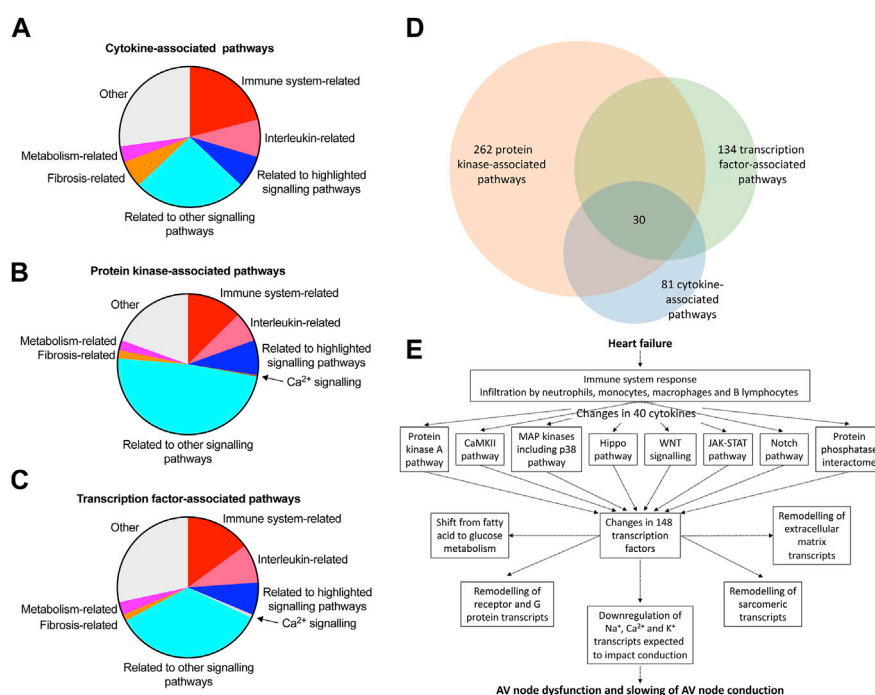 A
Cytokine-associated pathways
Other
Immune system-related
Interleukin-related
Metabolism-related
Fibrosis-related
Related to highlighted
signalling pathways
Related to other signalling
pathways
B
Protein kinase-associated pathways
Other
Immune system-related
Interleukin-related
Metabolism-related
Fibrosis-related
Related to highlighted
signalling pathways
Ca²⁺ signalling
Related to other signalling pathways
C
Transcription factor-associated pathways
Other
Immune system-related
Interleukin-related
Metabolism-related
Fibrosis-related
Related to highlighted
signalling pathways
Ca²⁺ signalling
Related to other signalling
pathways
D
262 protein
kinase-associated
pathways
134 transcription
factor-associated
pathways
30
81 cytokine-
associated
pathways
E
Heart failure
Immune system response
Infiltration by neutrophils, monocytes, macrophages and B lymphocytes
Changes in 40 cytokines
Protein
kinase A
pathway
CaMKII
pathway
MAP kinases
including p38
pathway
Hippo
pathway
WNT
signalling
JAK-STAT
pathway
Notch
pathway
Protein
phosphatase
interactome
Shift from fatty
acid to glucose
metabolism
Changes in 148
transcription
factors
Remodelling of
extracellular
matrix
transcripts
Remodelling of
receptor and G
protein transcripts
Downregulation of
Na⁺, Ca²⁺ and K⁺
transcripts expected
to impact conduction
Remodelling of
sarcomeric
transcripts
AV node dysfunction and slowing of AV node conduction